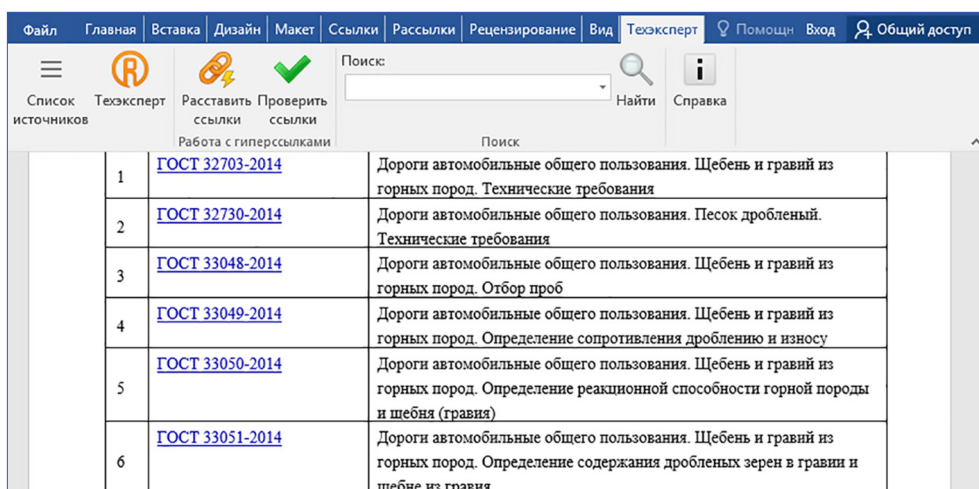 Файл Главная Вставка Дизайн Макет Ссылки Рассылки Рецензирование Вид Техэксперт Помощн Вход Общий доступ
Список источников
Техэксперт
Расставить ссылки
Проверить ссылки
Работа с гиперссылками
Поиск:
Найти
Поиск
Справка
1 ГОСТ 32703-2014 Дороги автомобильные общего пользования. Щебень и гравий из
горных пород. Технические требования
2 ГОСТ 32730-2014 Дороги автомобильные общего пользования. Песок дробленый.
Технические требования
3 ГОСТ 33048-2014 Дороги автомобильные общего пользования. Щебень и гравий из
горных пород. Отбор проб
4 ГОСТ 33049-2014 Дороги автомобильные общего пользования. Щебень и гравий из
горных пород. Определение сопротивления дроблению и износу
5 ГОСТ 33050-2014 Дороги автомобильные общего пользования. Щебень и гравий из
горных пород. Определение реакционной способности горной породы
и щебня (гравия)
6 ГОСТ 33051-2014 Дороги автомобильные общего пользования. Щебень и гравий из
горных пород. Определение содержания дробленых зерен в гравии и
щебне из гравия